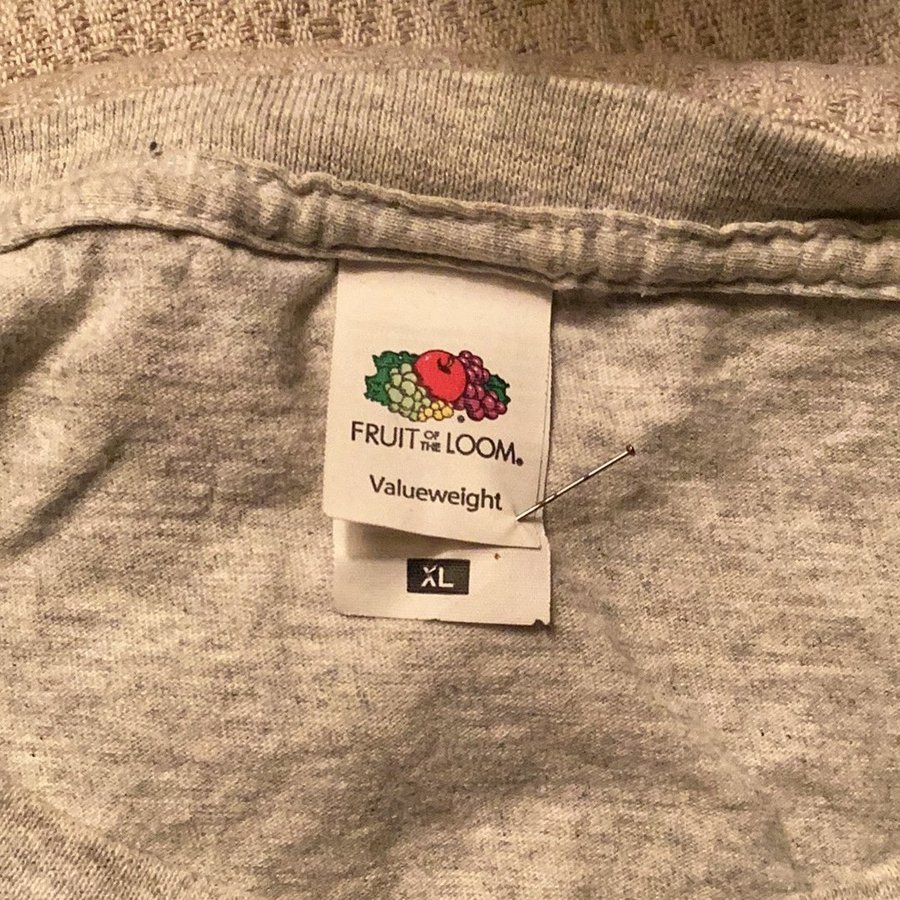 FRUIT OF THE LOOM.
Valueweight
XL